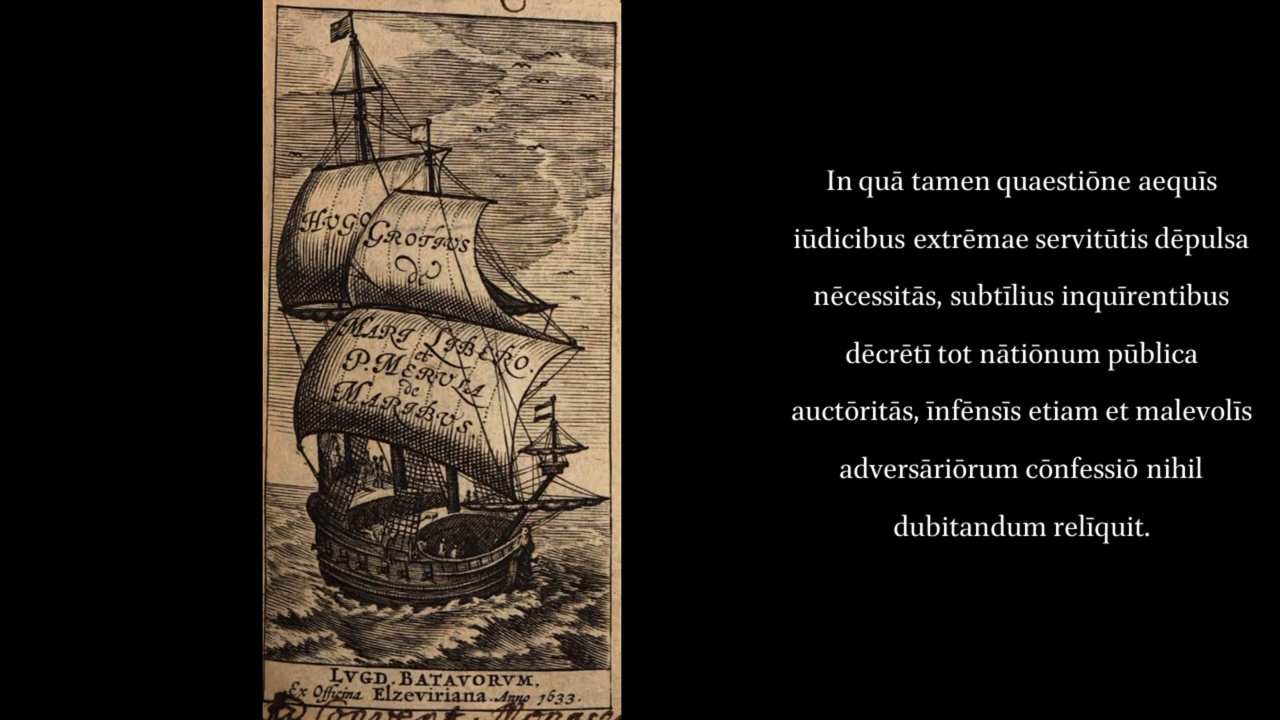 HUGO GROTIUS
de
MARI LIBERO.
et
P. MERULA
de
MARIBUS.
LVGD. BATAVORVM,
Ex Officina Elzeviriana. Anno 1633.
In quā tamen quaestiōne aequīs
iūdicibus extrēmae servitūtis dēpulsa
nēcessitās, subtīlius inquīrentibus
dēcrētī tot nātiōnum pūblica
auctōritās, īnfēnsīs etiam et malevolīs
adversāriōrum cōnfessiō nihil
dubitandum relīquit.